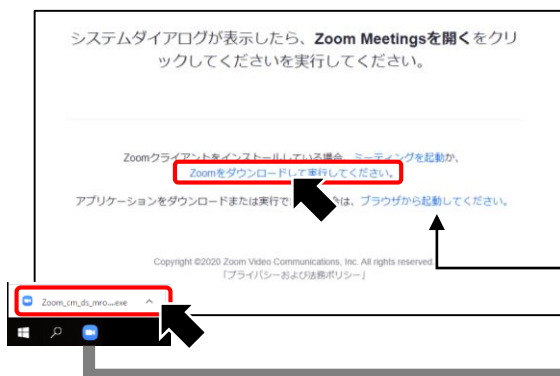 システムダイアログが表示したら、Zoom Meetingsを開くをクリ
ックしてくださいを実行してください。
Zoomクライアントをインストールしている場合、ミーティングを起動か、
Zoomをダウンロードして実行してください。
アプリケーションをダウンロードまたは実行で は、ブラウザから起動してください。
Copyright ©2020 Zoom Video Communications, Inc. All rights reserved.
「プライバシーおよび法務ポリシー」
Zoom_cm_ds_mro....exe